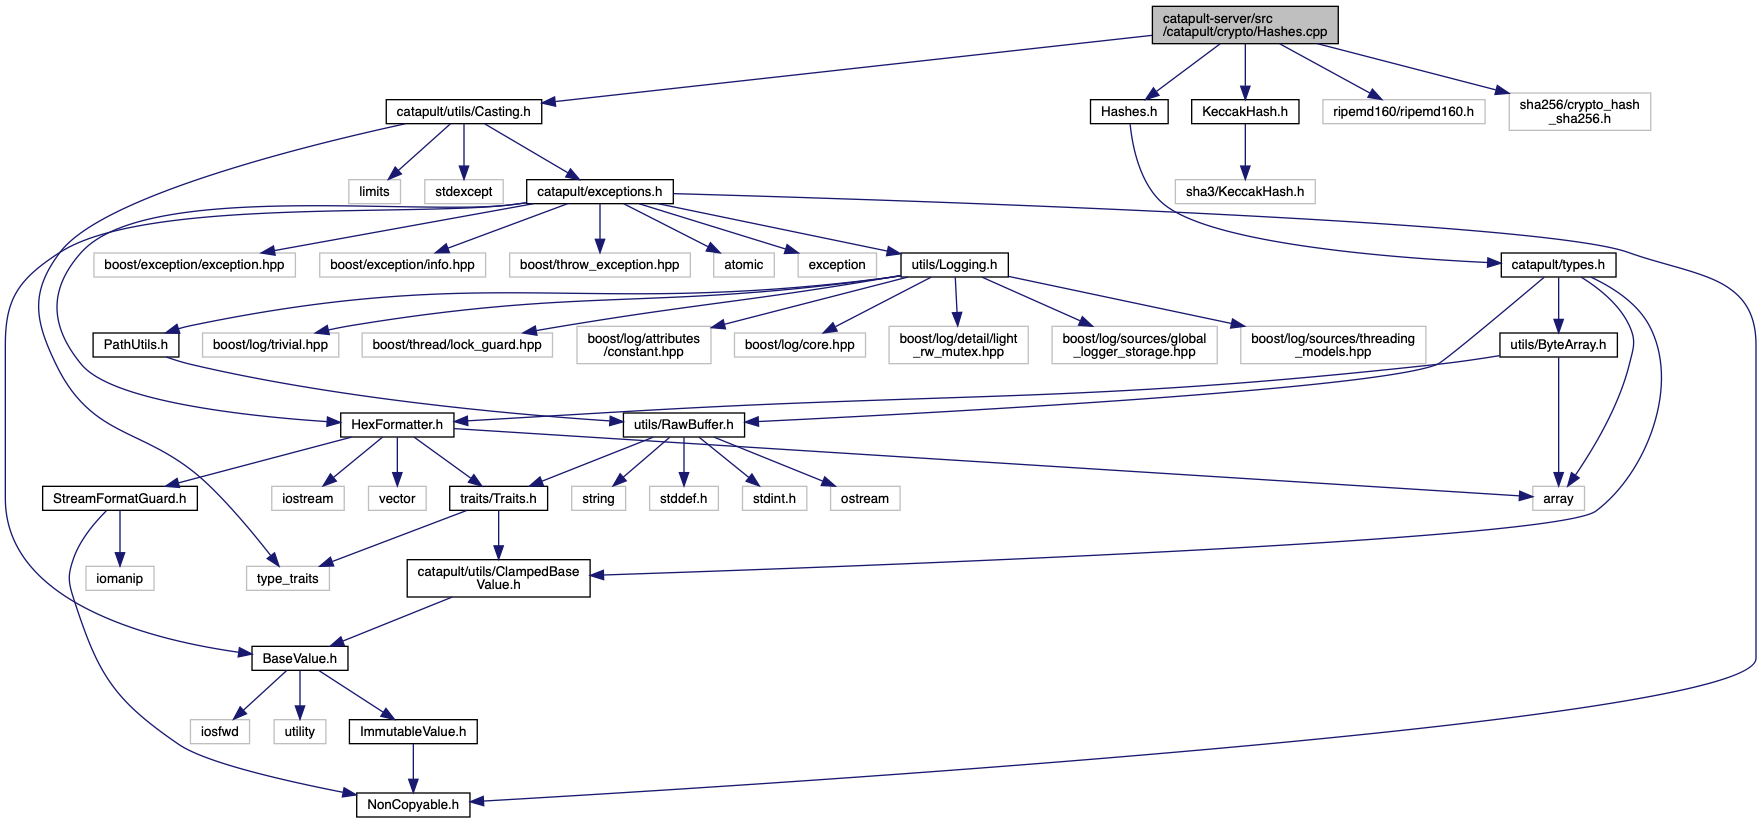 catapult-server/src
/catapult/crypto/Hashes.cpp
catapult/utils/Casting.h
Hashes.h
KeccakHash.h
ripemd160/ripemd160.h
sha256/crypto_hash
_sha256.h
limits
stdexcept
catapult/exceptions.h
sha3/KeccakHash.h
boost/exception/exception.hpp
boost/exception/info.hpp
boost/throw_exception.hpp
atomic
exception
utils/Logging.h
catapult/types.h
PathUtils.h
boost/log/trivial.hpp
boost/thread/lock_guard.hpp
boost/log/attributes
/constant.hpp
boost/log/core.hpp
boost/log/detail/light
_rw_mutex.hpp
boost/log/sources/global
_logger_storage.hpp
boost/log/sources/threading
_models.hpp
utils/ByteArray.h
HexFormatter.h
utils/RawBuffer.h
StreamFormatGuard.h
iostream
vector
traits/Traits.h
string
stddef.h
stdint.h
ostream
array
iomanip
type_traits
catapult/utils/ClampedBase
Value.h
BaseValue.h
iosfwd
utility
ImmutableValue.h
NonCopyable.h